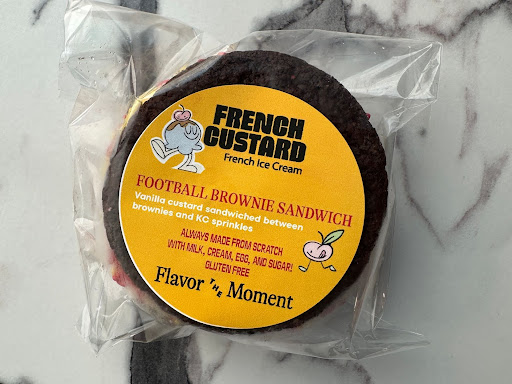 FRENCH
CUSTARD
French Ice Cream
FOOTBALL BROWNIE SANDWICH
Vanilla custard sandwiched between
brownies and KC sprinkles
ALWAYS MADE FROM SCRATCH
WITH MILK, CREAM, EGG, AND SUGAR!
GLUTEN FREE
Flavor THE Moment